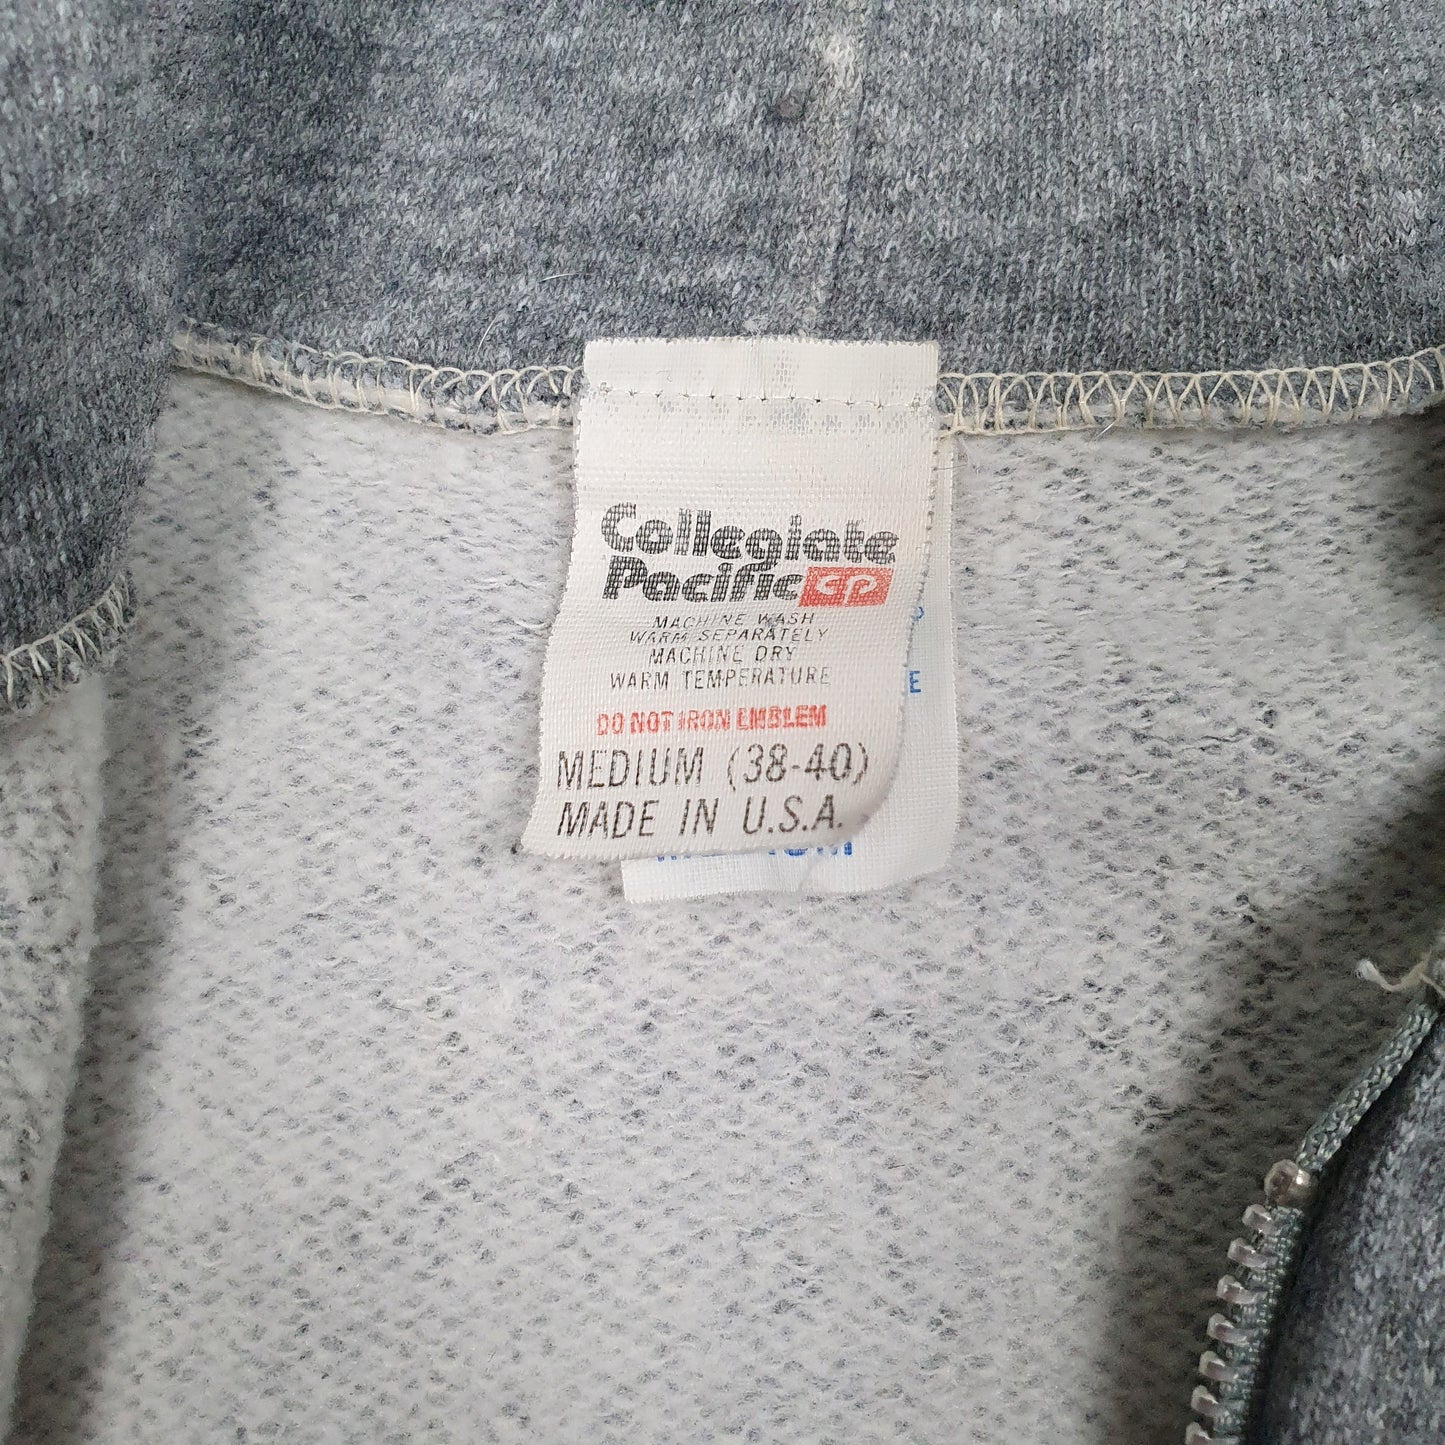 Collegiate
Pacific CP
MACHINE WASH
WARM SEPARATELY
MACHINE DRY
WARM TEMPERATURE
DO NOT IRON EMBLEM
MEDIUM (38-40)
MADE IN U.S.A.